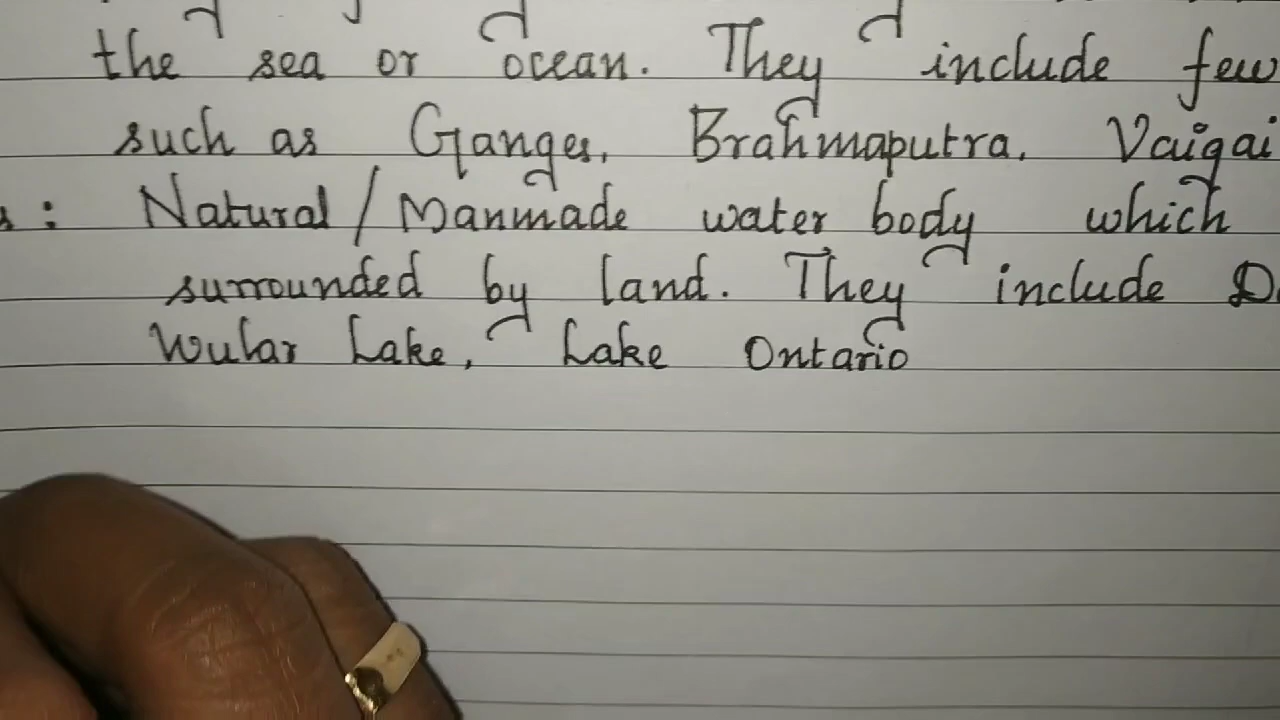 the sea or ocean. They include few
such as Ganges, Brahmaputra, Vaigai
: Natural / Manmade water body which
surrounded by land. They include
Wular Lake, Lake Ontario